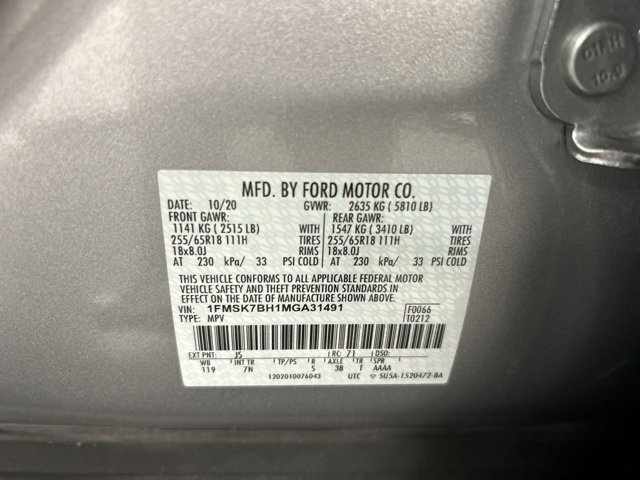 OTAH
10.9
MFD. BY FORD MOTOR CO.
DATE: 10/20 GVWR: 2635 KG ( 5810 LB)
FRONT GAWR: REAR GAWR:
1141 KG ( 2515 LB) WITH 1547 KG ( 3410 LB) WITH
255/65R18 111H TIRES 255/65R18 111H TIRES
18x8.0J RIMS 18x8.0J RIMS
AT 230 kPa/ 33 PSI COLD AT 230 kPa/ 33 PSI COLD
THIS VEHICLE CONFORMS TO ALL APPLICABLE FEDERAL MOTOR
VEHICLE SAFETY AND THEFT PREVENTION STANDARDS IN
EFFECT ON THE DATE OF MANUFACTURE SHOWN ABOVE.
VIN: 1FMSK7BH1MGA31491 F0066
TYPE: MPV T0212
EXT PNT: JS RC: 71 DSO:
WB INT TR TP/PS R AXLE TR SPR
119 7N S 3B T AAAA
1202010076043 UTC ▽ 5U5A-1520472-BA